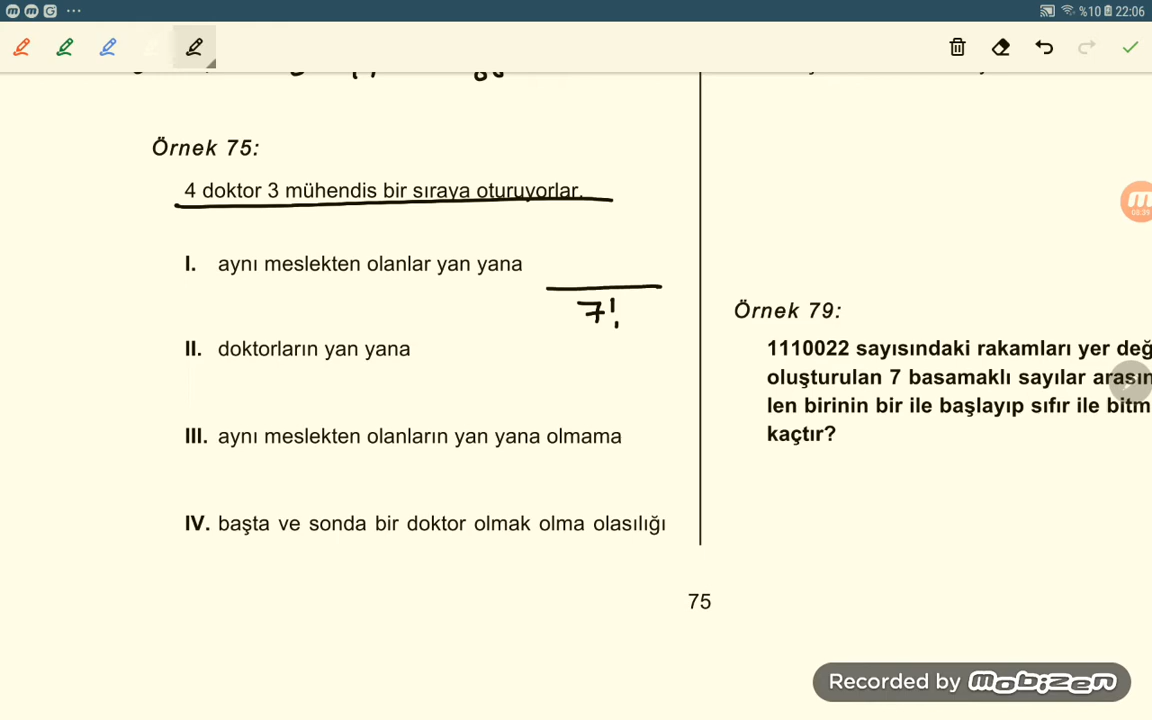 %10 22:06
Örnek 75:
4 doktor 3 mühendis bir sıraya oturuyorlar.
I. aynı meslekten olanlar yan yana
7!
II. doktorların yan yana
III. aynı meslekten olanların yan yana olmama
IV. başta ve sonda bir doktor olmak olma olasılığı
75
Örnek 79:
1110022 sayısındaki rakamları yer değ
oluşturulan 7 basamaklı sayılar arasın
len birinin bir ile başlayıp sıfır ile bitm
kaçtır?
Recorded by mobizen